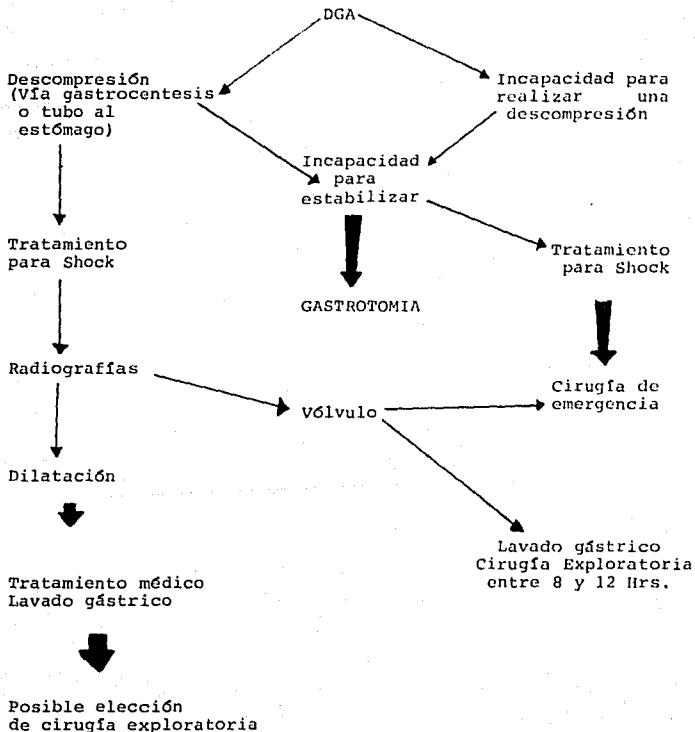 DGA
Descompresión
(Vía gastrocentesis
o tubo al
estómago)
Incapacidad para
realizar una
descompresión
Incapacidad
para
estabilizar
Tratamiento
para Shock
Tratamiento
para Shock
GASTROTOMIA
Radiografías
Vólvulo
Cirugía de
emergencia
Dilatación
Lavado gástrico
Cirugía Exploratoria
entre 8 y 12 Hrs.
Tratamiento médico
Lavado gástrico
Posible elección
de cirugía exploratoria